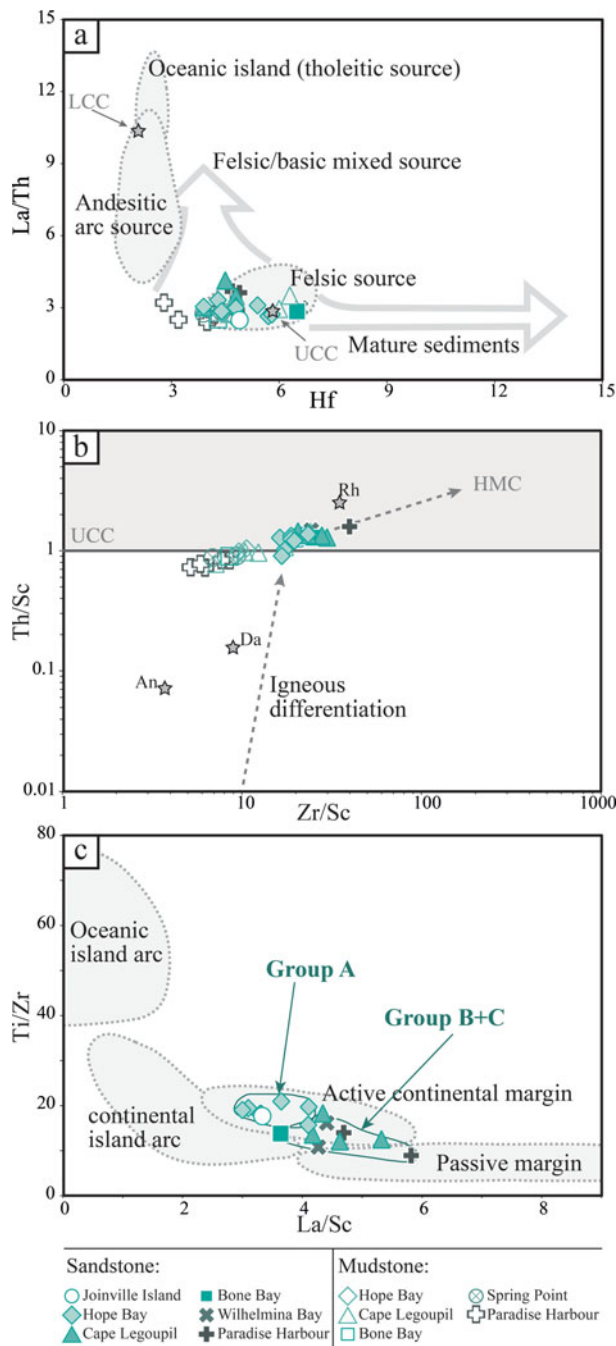 a
Oceanic island (tholeitic source)
LCC
Felsic/basic mixed source
Andesitic
arc source
Felsic source
UCC
Mature sediments
La/Th
15
12
9
6
3
0
0
3
6
9
12
15
Hf
b
Rh
HMC
UCC
Da
An
Igneous
differentiation
Th/Sc
10
1
0.1
0.01
1
10
100
1000
Zr/Sc
c
Oceanic
island arc
Group A
Group B+C
Active continental margin
continental
island arc
Passive margin
Ti/Zr
80
60
40
20
0
0
2
4
6
8
La/Sc
Sandstone:
Joinville Island
Hope Bay
Cape Legoupil
Bone Bay
Wilhelmina Bay
Paradise Harbour
Mudstone:
Hope Bay
Cape Legoupil
Bone Bay
Spring Point
Paradise Harbour